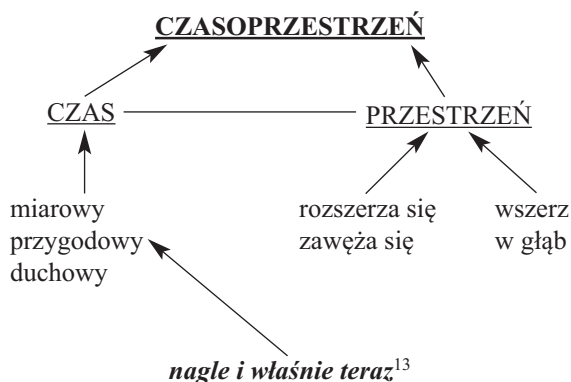 CZASOPRZESTRZEŃ
CZAS PRZESTRZEŃ
miarowy rozszerza się wszerz
przygodowy zawęża się w głąb
duchowy
nagle i właśnie teraz¹³